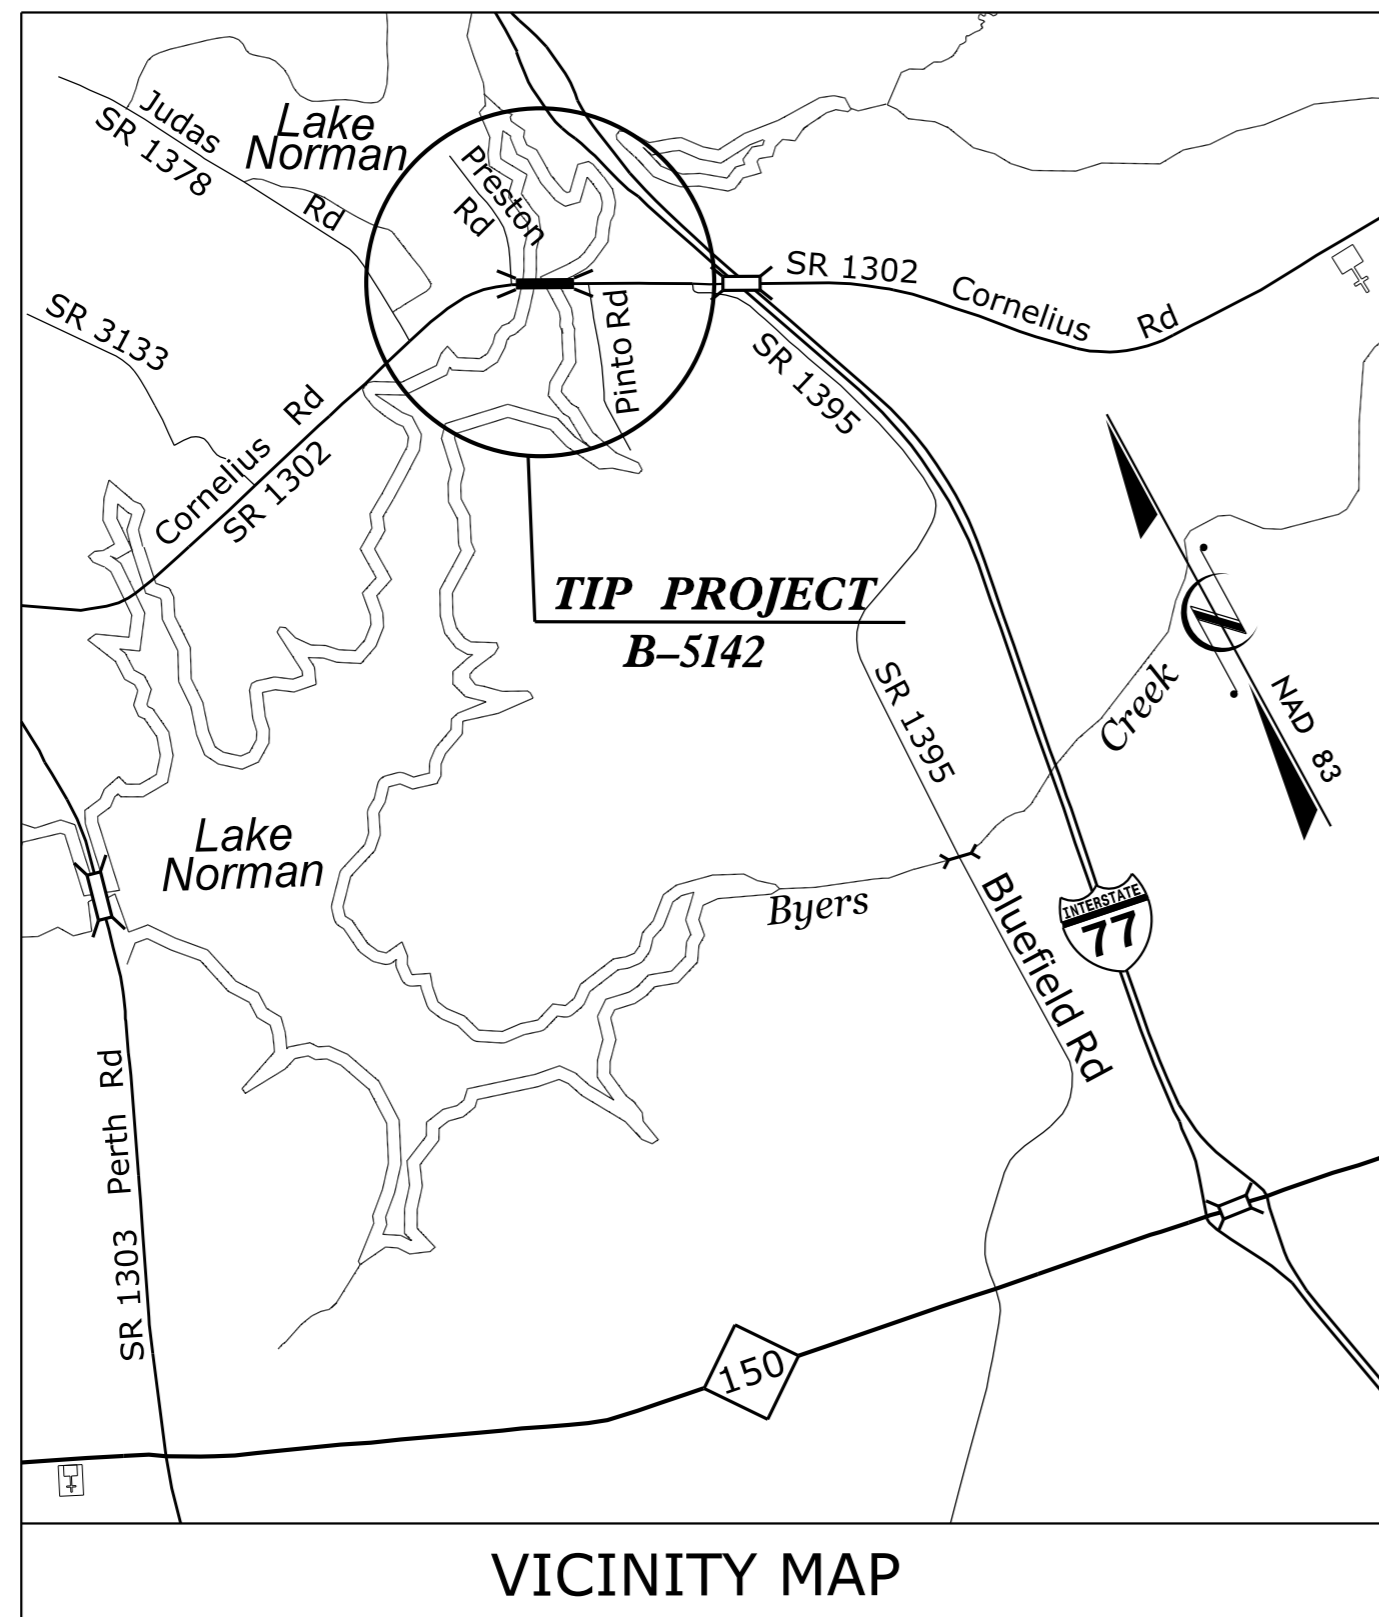 Judas
SR 1378
Rd
Lake
Norman
Preston
Rd
SR 1302
Cornelius Rd
SR 3133
Pinto Rd
SR 1395
Cornelius Rd
SR 1302
TIP PROJECT
B–5142
SR 1395
Creek
NAD 83
Lake
Norman
Byers
Bluefield Rd
INTERSTATE
77
SR 1303 Perth Rd
150
VICINITY MAP